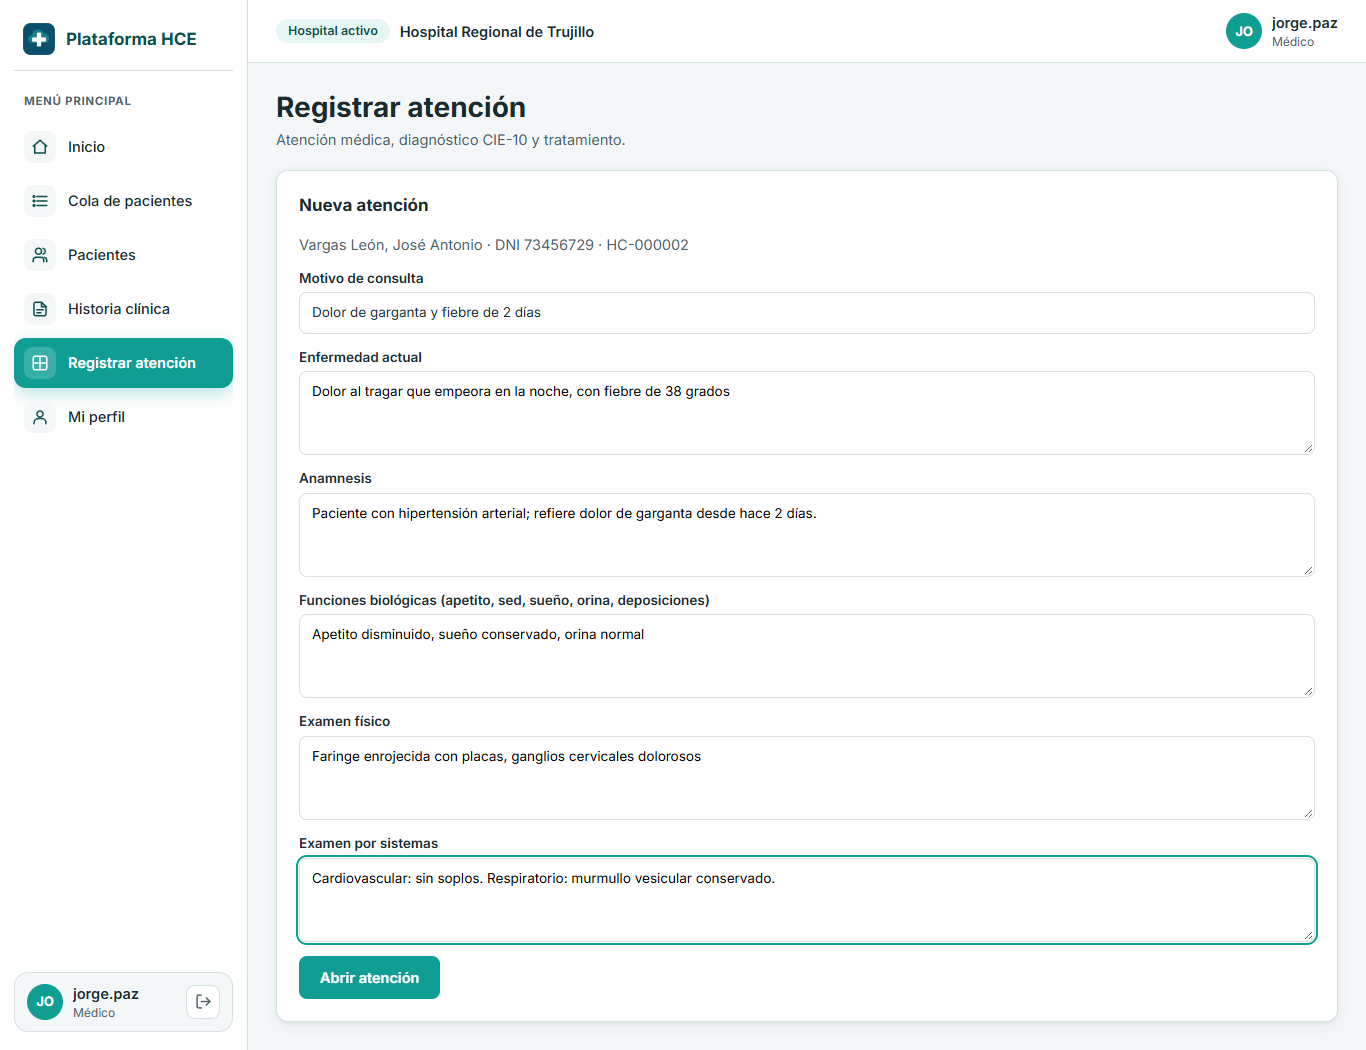 Plataforma HCE
MENÚ PRINCIPAL
Inicio
Cola de pacientes
Pacientes
Historia clínica
Registrar atención
Mi perfil
JO
jorge.paz
Médico
Hospital activo
Hospital Regional de Trujillo
JO
jorge.paz
Médico
Registrar atención
Atención médica, diagnóstico CIE-10 y tratamiento.
Nueva atención
Vargas León, José Antonio · DNI 73456729 · HC-000002
Motivo de consulta
Dolor de garganta y fiebre de 2 días
Enfermedad actual
Dolor al tragar que empeora en la noche, con fiebre de 38 grados
Anamnesis
Paciente con hipertensión arterial; refiere dolor de garganta desde hace 2 días.
Funciones biológicas (apetito, sed, sueño, orina, deposiciones)
Apetito disminuido, sueño conservado, orina normal
Examen físico
Faringe enrojecida con placas, ganglios cervicales dolorosos
Examen por sistemas
Cardiovascular: sin soplos. Respiratorio: murmullo vesicular conservado.
Abrir atención